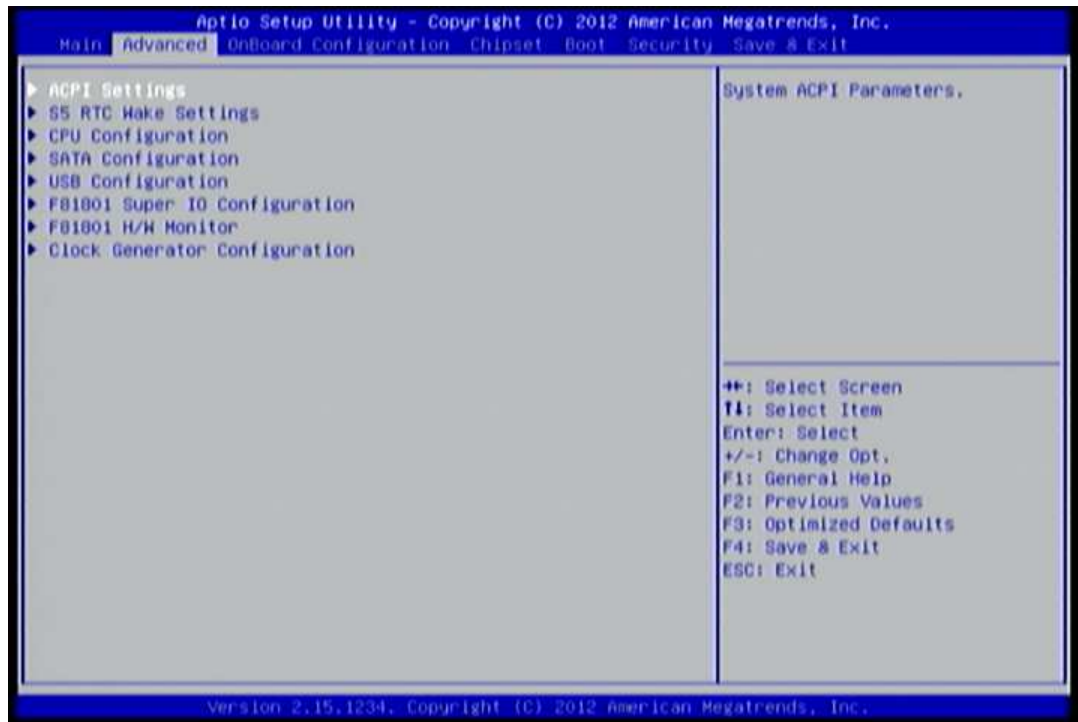 Aptio Setup Utility - Copyright (C) 2012 American Megatrends, Inc.
Main Advanced OnBoard Configuration Chipset Boot Security Save & Exit
ACPI Settings
S5 RTC Wake Settings
CPU Configuration
SATA Configuration
USB Configuration
F81801 Super IO Configuration
F81801 H/W Monitor
Clock Generator Configuration
System ACPI Parameters.
→←: Select Screen
↑↓: Select Item
Enter: Select
+/-: Change Opt.
F1: General Help
F2: Previous Values
F3: Optimized Defaults
F4: Save & Exit
ESC: Exit
Version 2.15.1234. Copyright (C) 2012 American Megatrends, Inc.